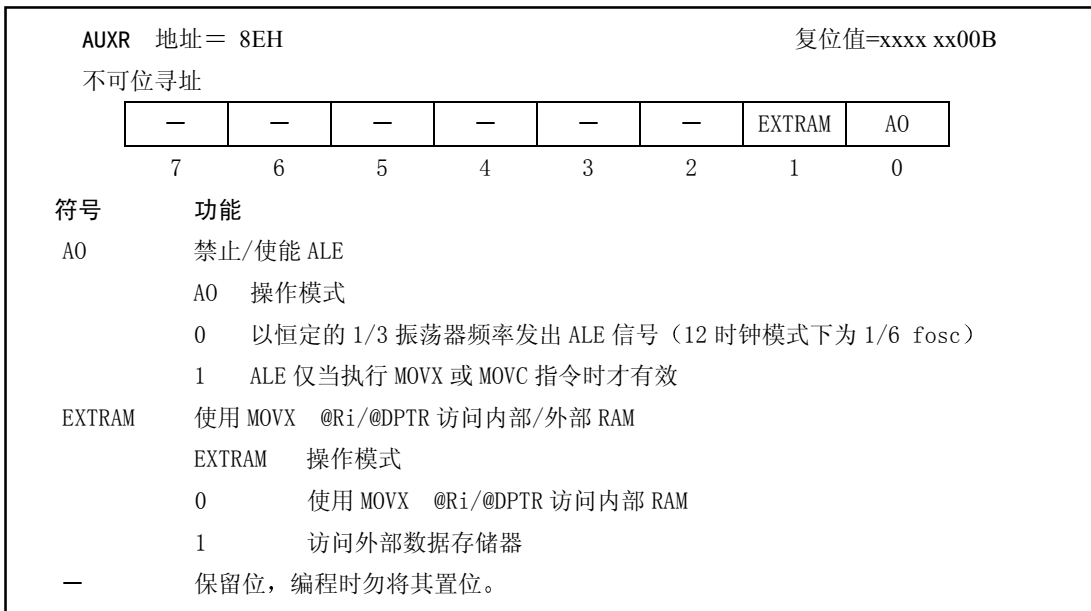 AUXR 地址＝ 8EH 复位值=xxxx xx00B
不可位寻址
— — — — — — EXTRAM AO
7 6 5 4 3 2 1 0
符号 功能
AO 禁止/使能 ALE
AO 操作模式
0 以恒定的 1/3 振荡器频率发出 ALE 信号（12 时钟模式下为 1/6 fosc）
1 ALE 仅当执行 MOVX 或 MOVC 指令时才有效
EXTRAM 使用 MOVX @Ri/@DPTR 访问内部/外部 RAM
EXTRAM 操作模式
0 使用 MOVX @Ri/@DPTR 访问内部 RAM
1 访问外部数据存储器
— 保留位，编程时勿将其置位。